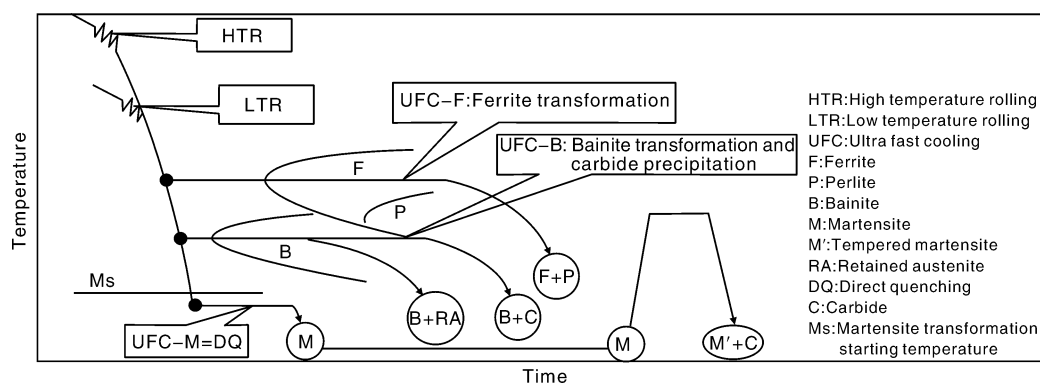 HTR
LTR
UFC-F:Ferrite transformation
UFC-B: Bainite transformation and
carbide precipitation
HTR:High temperature rolling
LTR:Low temperature rolling
UFC:Ultra fast cooling
F:Ferrite
P:Perlite
B:Bainite
M:Martensite
M′:Tempered martensite
RA:Retained austenite
DQ:Direct quenching
C:Carbide
Ms:Martensite transformation
starting temperature
Temperature
F
P
B
Ms
F+P
B+RA
B+C
UFC-M=DQ
M
M
M′+C
Time